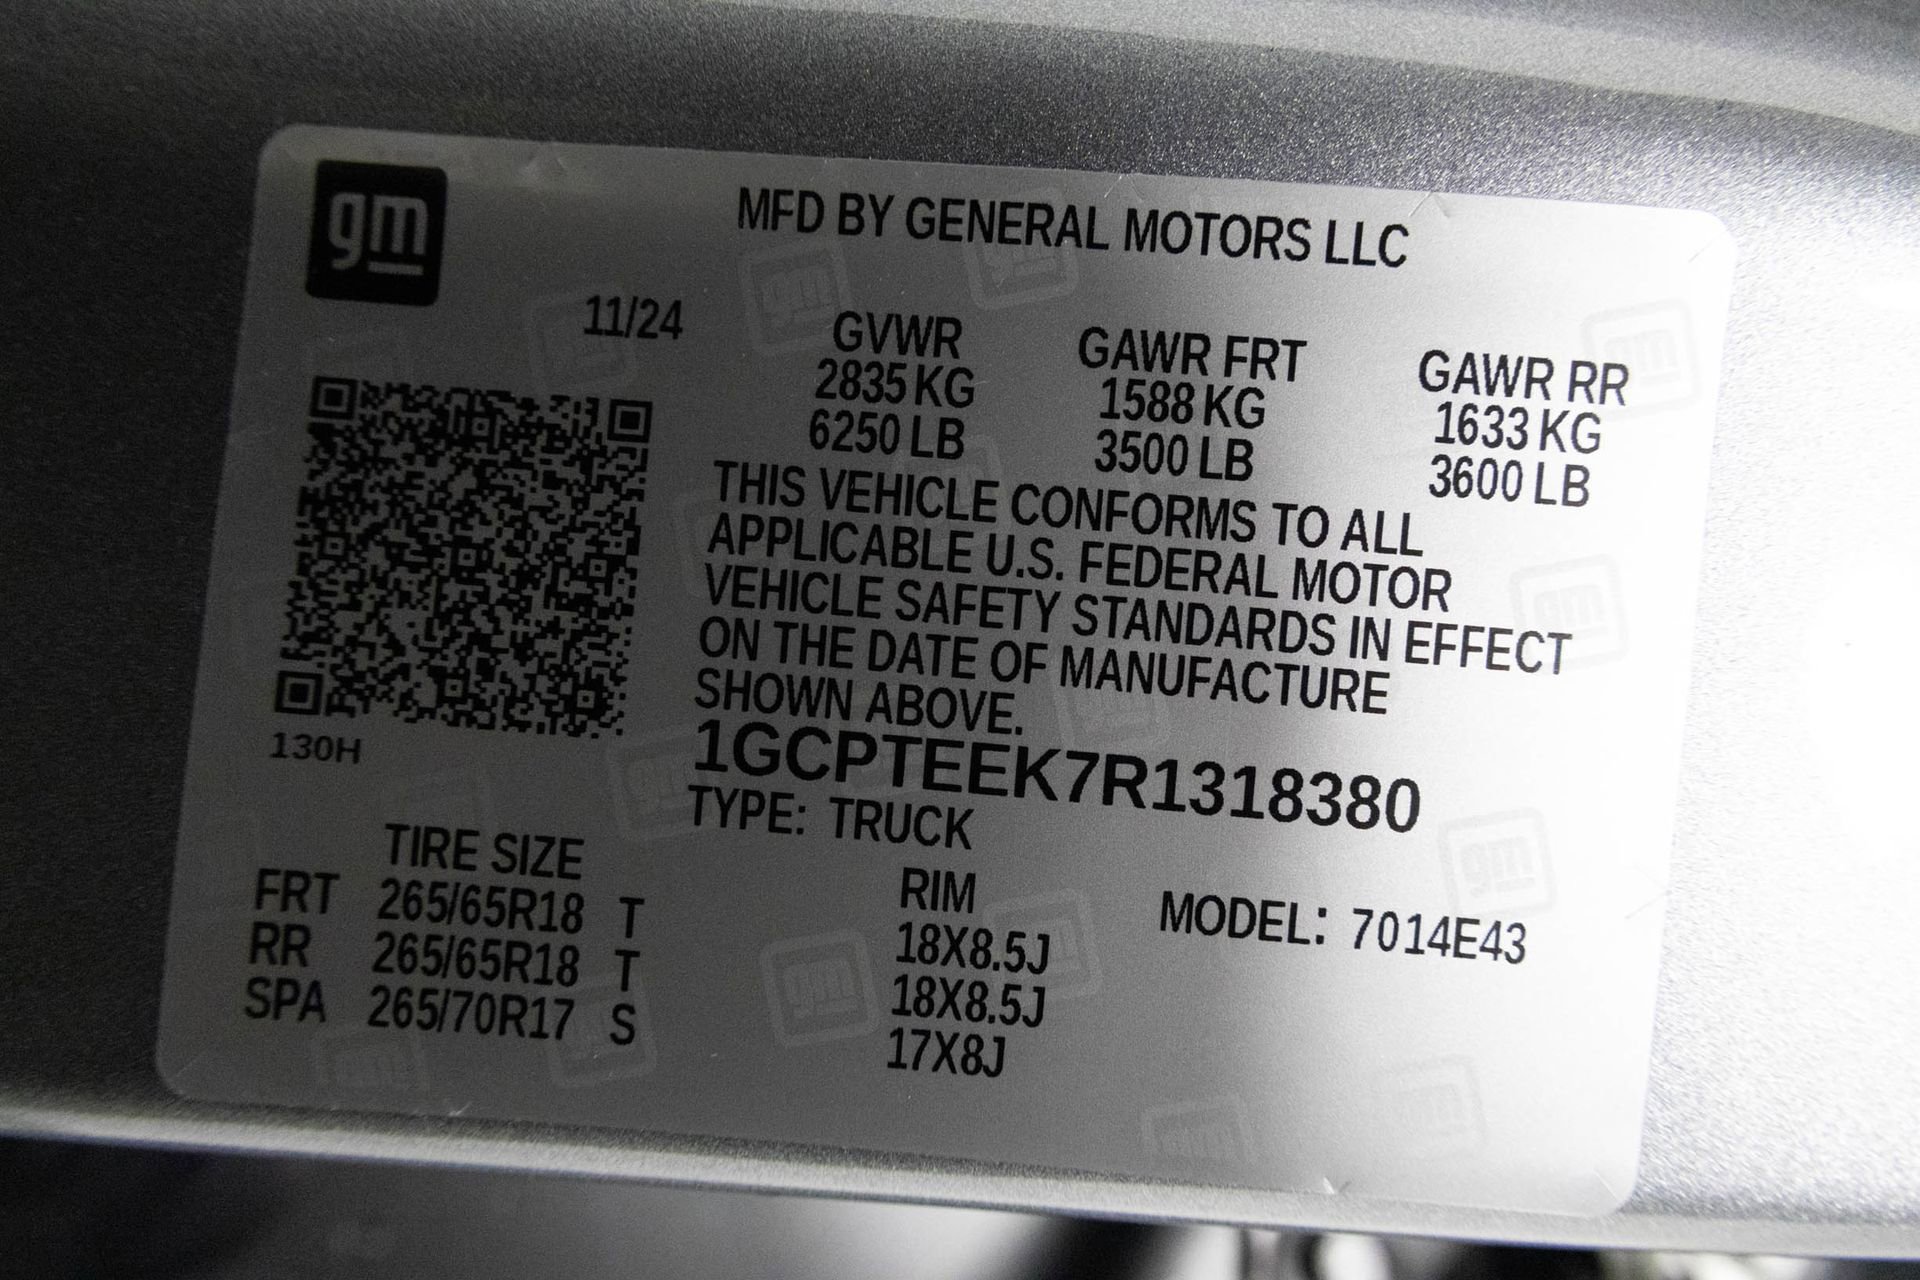 gm
MFD BY GENERAL MOTORS LLC
11/24
GVWR GAWR FRT GAWR RR
2835 KG 1588 KG 1633 KG
6250 LB 3500 LB 3600 LB
THIS VEHICLE CONFORMS TO ALL
APPLICABLE U.S. FEDERAL MOTOR
VEHICLE SAFETY STANDARDS IN EFFECT
ON THE DATE OF MANUFACTURE
SHOWN ABOVE.
130H
1GCPTEEK7R1318380
TYPE: TRUCK
TIRE SIZE RIM
MODEL: 7014E43
FRT 265/65R18 T 18X8.5J
RR 265/65R18 T 18X8.5J
SPA 265/70R17 S 17X8J